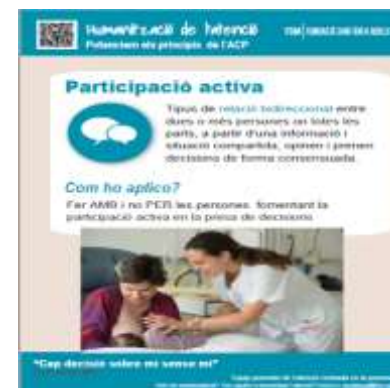 Humanització de l'atenció
Potenciem els principis de l'ACP
Participació activa
Tipus de relació bidireccional entre
dues o més persones on totes les
parts, a partir d'una informació i
situació compartida, opinen i prenen
decisions de forma consensuada.
Com ho aplico?
Fer AMB i no PER les persones fomentant la
participació activa en la presa de decisions
"Cap decisió sobre mi sense mi"